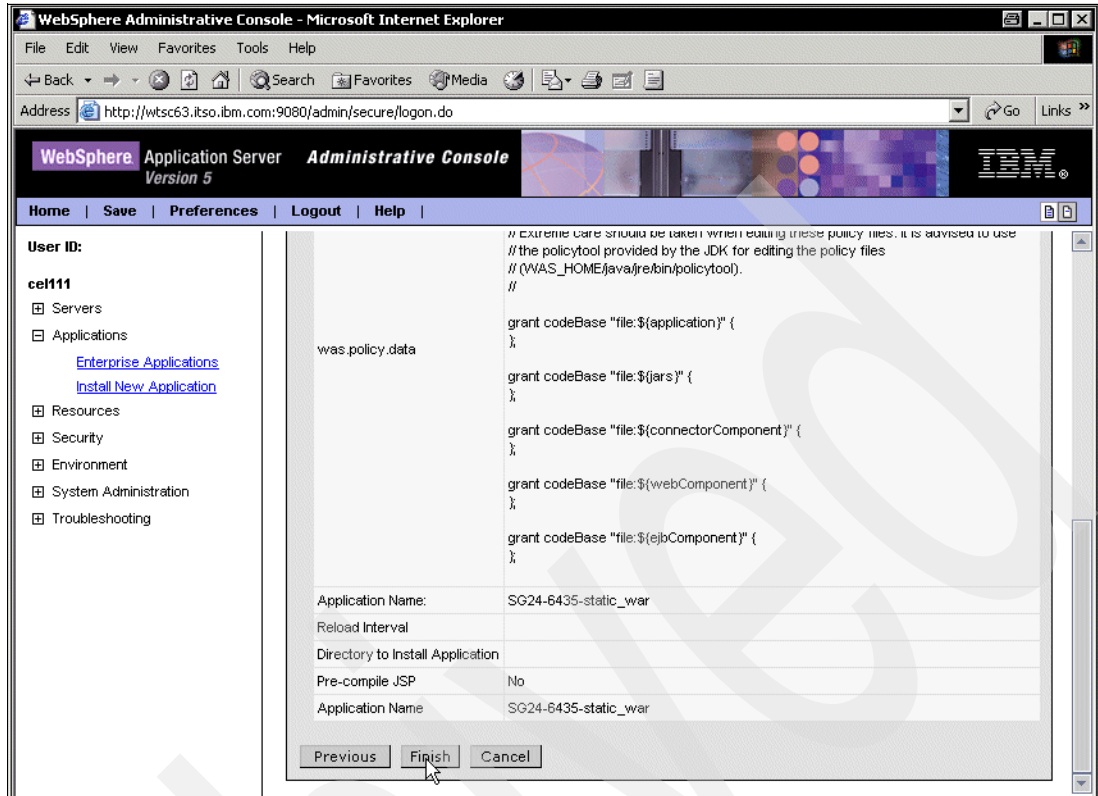 WebSphere Administrative Console - Microsoft Internet Explorer
File Edit View Favorites Tools Help
Back Search Favorites Media
Address http://wtsc63.itso.ibm.com:9080/admin/secure/logon.do Go Links »
WebSphere. Application Server Administrative Console
Version 5
IBM®
Home | Save | Preferences | Logout | Help |
User ID:
cel111
Servers
Applications
Enterprise Applications
Install New Application
Resources
Security
Environment
System Administration
Troubleshooting
was.policy.data
// Extreme care should be taken when editing these policy files. It is advised to use
// the policytool provided by the JDK for editing the policy files
// (WAS_HOME/java/jre/bin/policytool).
//
grant codeBase "file:${application}" {
};
grant codeBase "file:${jars}" {
};
grant codeBase "file:${connectorComponent}" {
};
grant codeBase "file:${webComponent}" {
};
grant codeBase "file:${ejbComponent}" {
};
Application Name: SG24-6435-static_war
Reload Interval
Directory to Install Application
Pre-compile JSP No
Application Name SG24-6435-static_war
Previous Finish Cancel